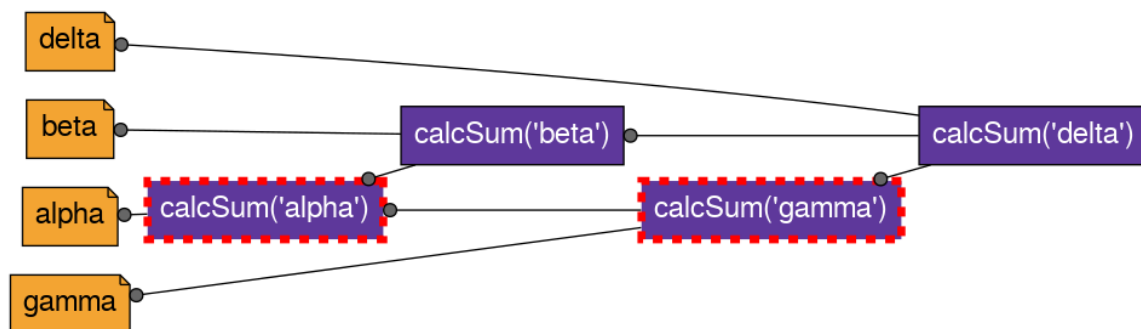 delta
beta
calcSum('beta')
calcSum('delta')
alpha
calcSum('alpha')
calcSum('gamma')
gamma